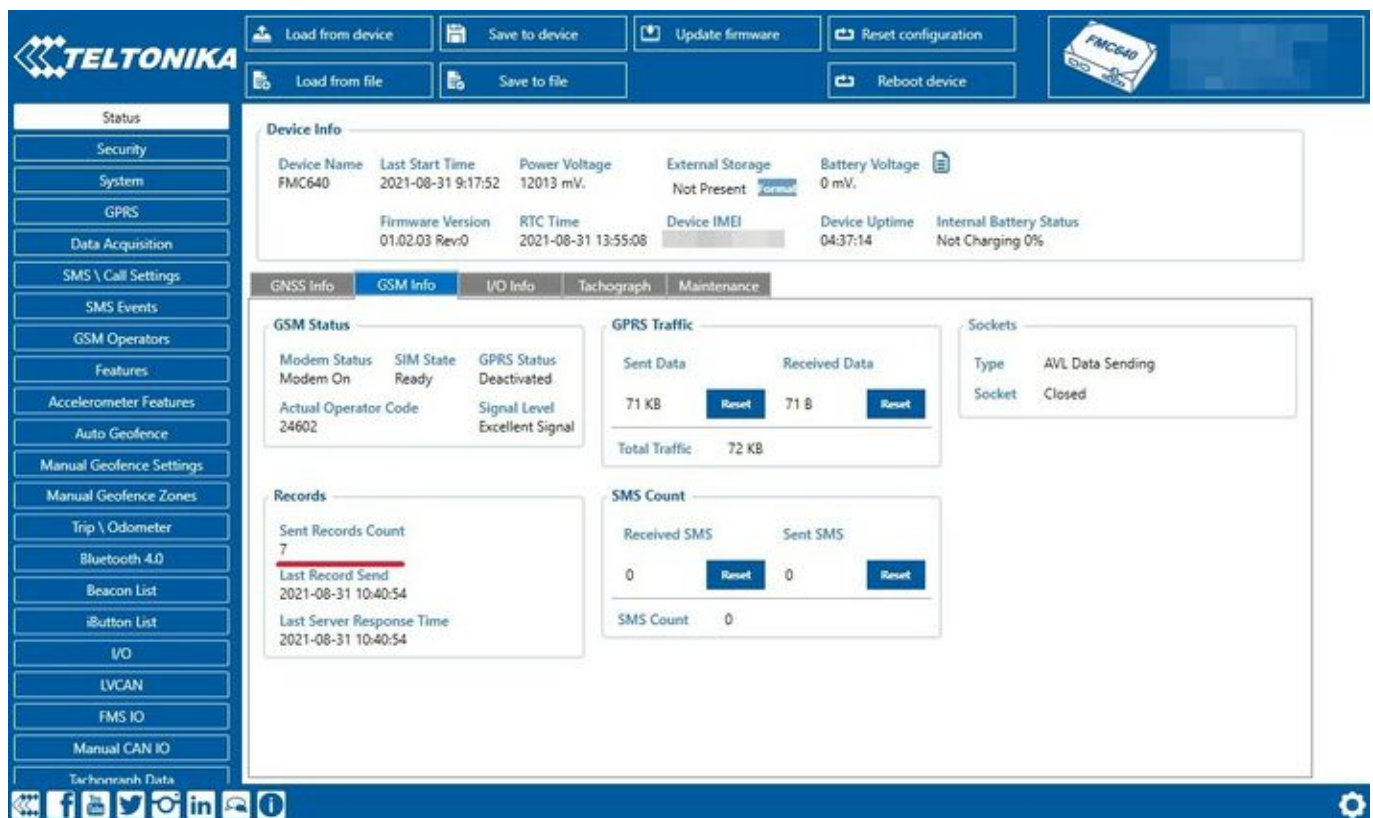 TELTONIKA
Load from device
Save to device
Update firmware
Reset configuration
Load from file
Save to file
Reboot device
FMC640
Status
Security
System
GPRS
Data Acquisition
SMS \ Call Settings
SMS Events
GSM Operators
Features
Accelerometer Features
Auto Geofence
Manual Geofence Settings
Manual Geofence Zones
Trip \ Odometer
Bluetooth 4.0
Beacon List
iButton List
I/O
LVCAN
FMS IO
Manual CAN IO
Tachograph Data
Device Info
Device Name Last Start Time Power Voltage External Storage Battery Voltage
FMC640 2021-08-31 9:17:52 12013 mV. Not Present Format 0 mV.
Firmware Version RTC Time Device IMEI Device Uptime Internal Battery Status
01.02.03 Rev:0 2021-08-31 13:55:08 04:37:14 Not Charging 0%
GNSS Info GSM Info I/O Info Tachograph Maintenance
GSM Status
Modem Status SIM State GPRS Status
Modem On Ready Deactivated
Actual Operator Code Signal Level
24602 Excellent Signal
GPRS Traffic
Sent Data Received Data
71 KB Reset 71 B Reset
Total Traffic 72 KB
Sockets
Type AVL Data Sending
Socket Closed
Records
Sent Records Count
7
Last Record Send
2021-08-31 10:40:54
Last Server Response Time
2021-08-31 10:40:54
SMS Count
Received SMS Sent SMS
0 Reset 0 Reset
SMS Count 0